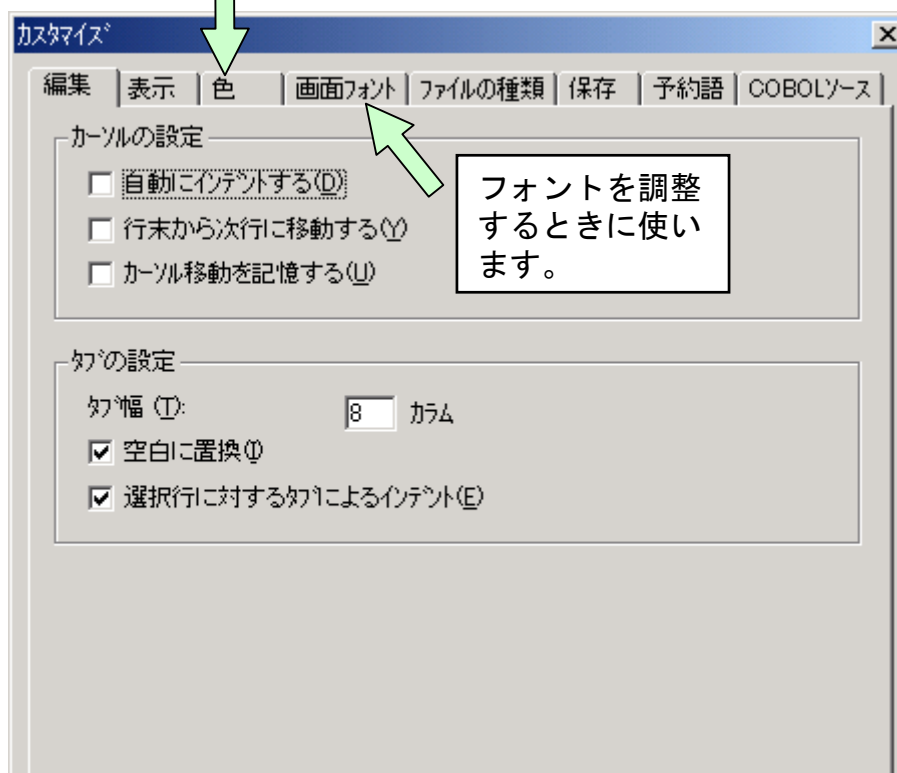 ｶｽﾀﾏｲｽﾞ
編集 表示 色 画面ﾌｫﾝﾄ ﾌｧｲﾙの種類 保存 予約語 COBOLｿｰｽ
ｶｰｿﾙの設定
自動にｲﾝﾃﾞﾝﾄする(D)
行末から次行に移動する(Y)
ｶｰｿﾙ移動を記憶する(U)
フォントを調整
するときに使い
ます。
ﾀﾌﾞの設定
ﾀﾌﾞ幅 (T): 8 ｶﾗﾑ
空白に置換(I)
選択行に対するﾀﾌﾞによるｲﾝﾃﾞﾝﾄ(E)